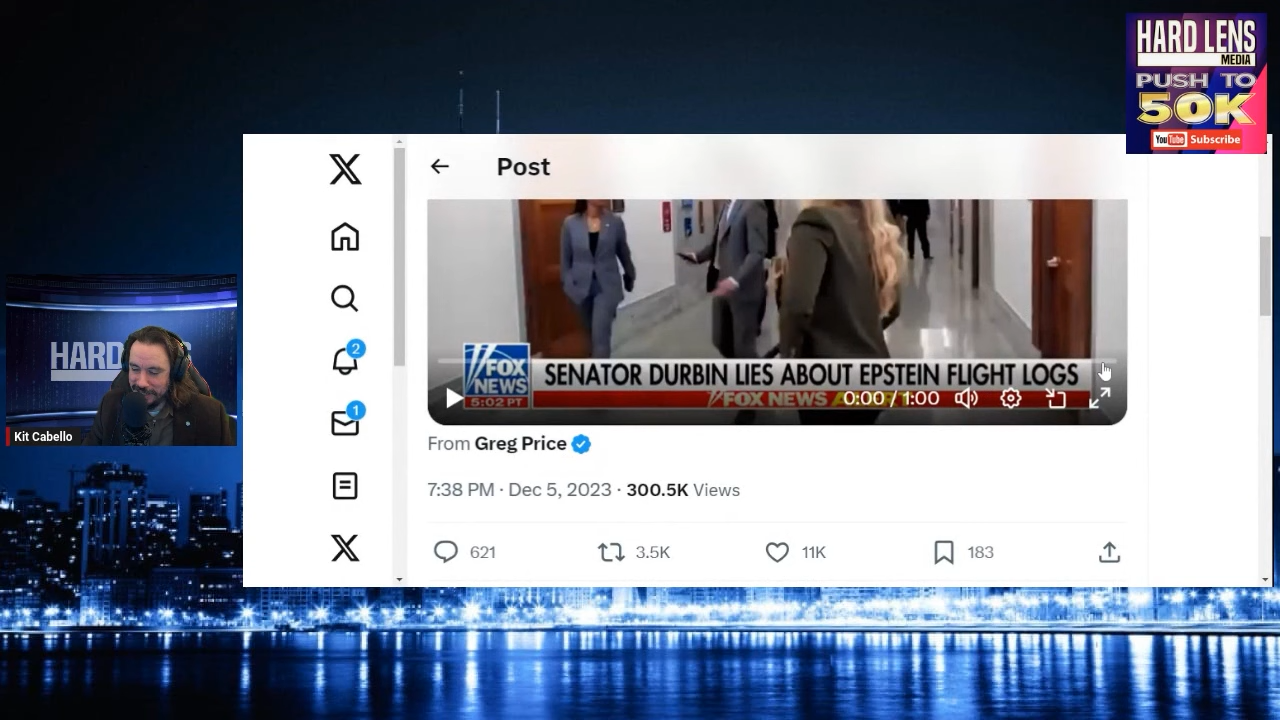 HARD LENS
MEDIA
PUSH TO
50K
YouTube Subscribe
Post
FOX
NEWS
5:02 PT
SENATOR DURBIN LIES ABOUT EPSTEIN FLIGHT LOGS
FOX NEWS
0:00 / 1:00
From Greg Price
7:38 PM · Dec 5, 2023 · 300.5K Views
621
3.5K
11K
183
2
1
HARD
Kit Cabello